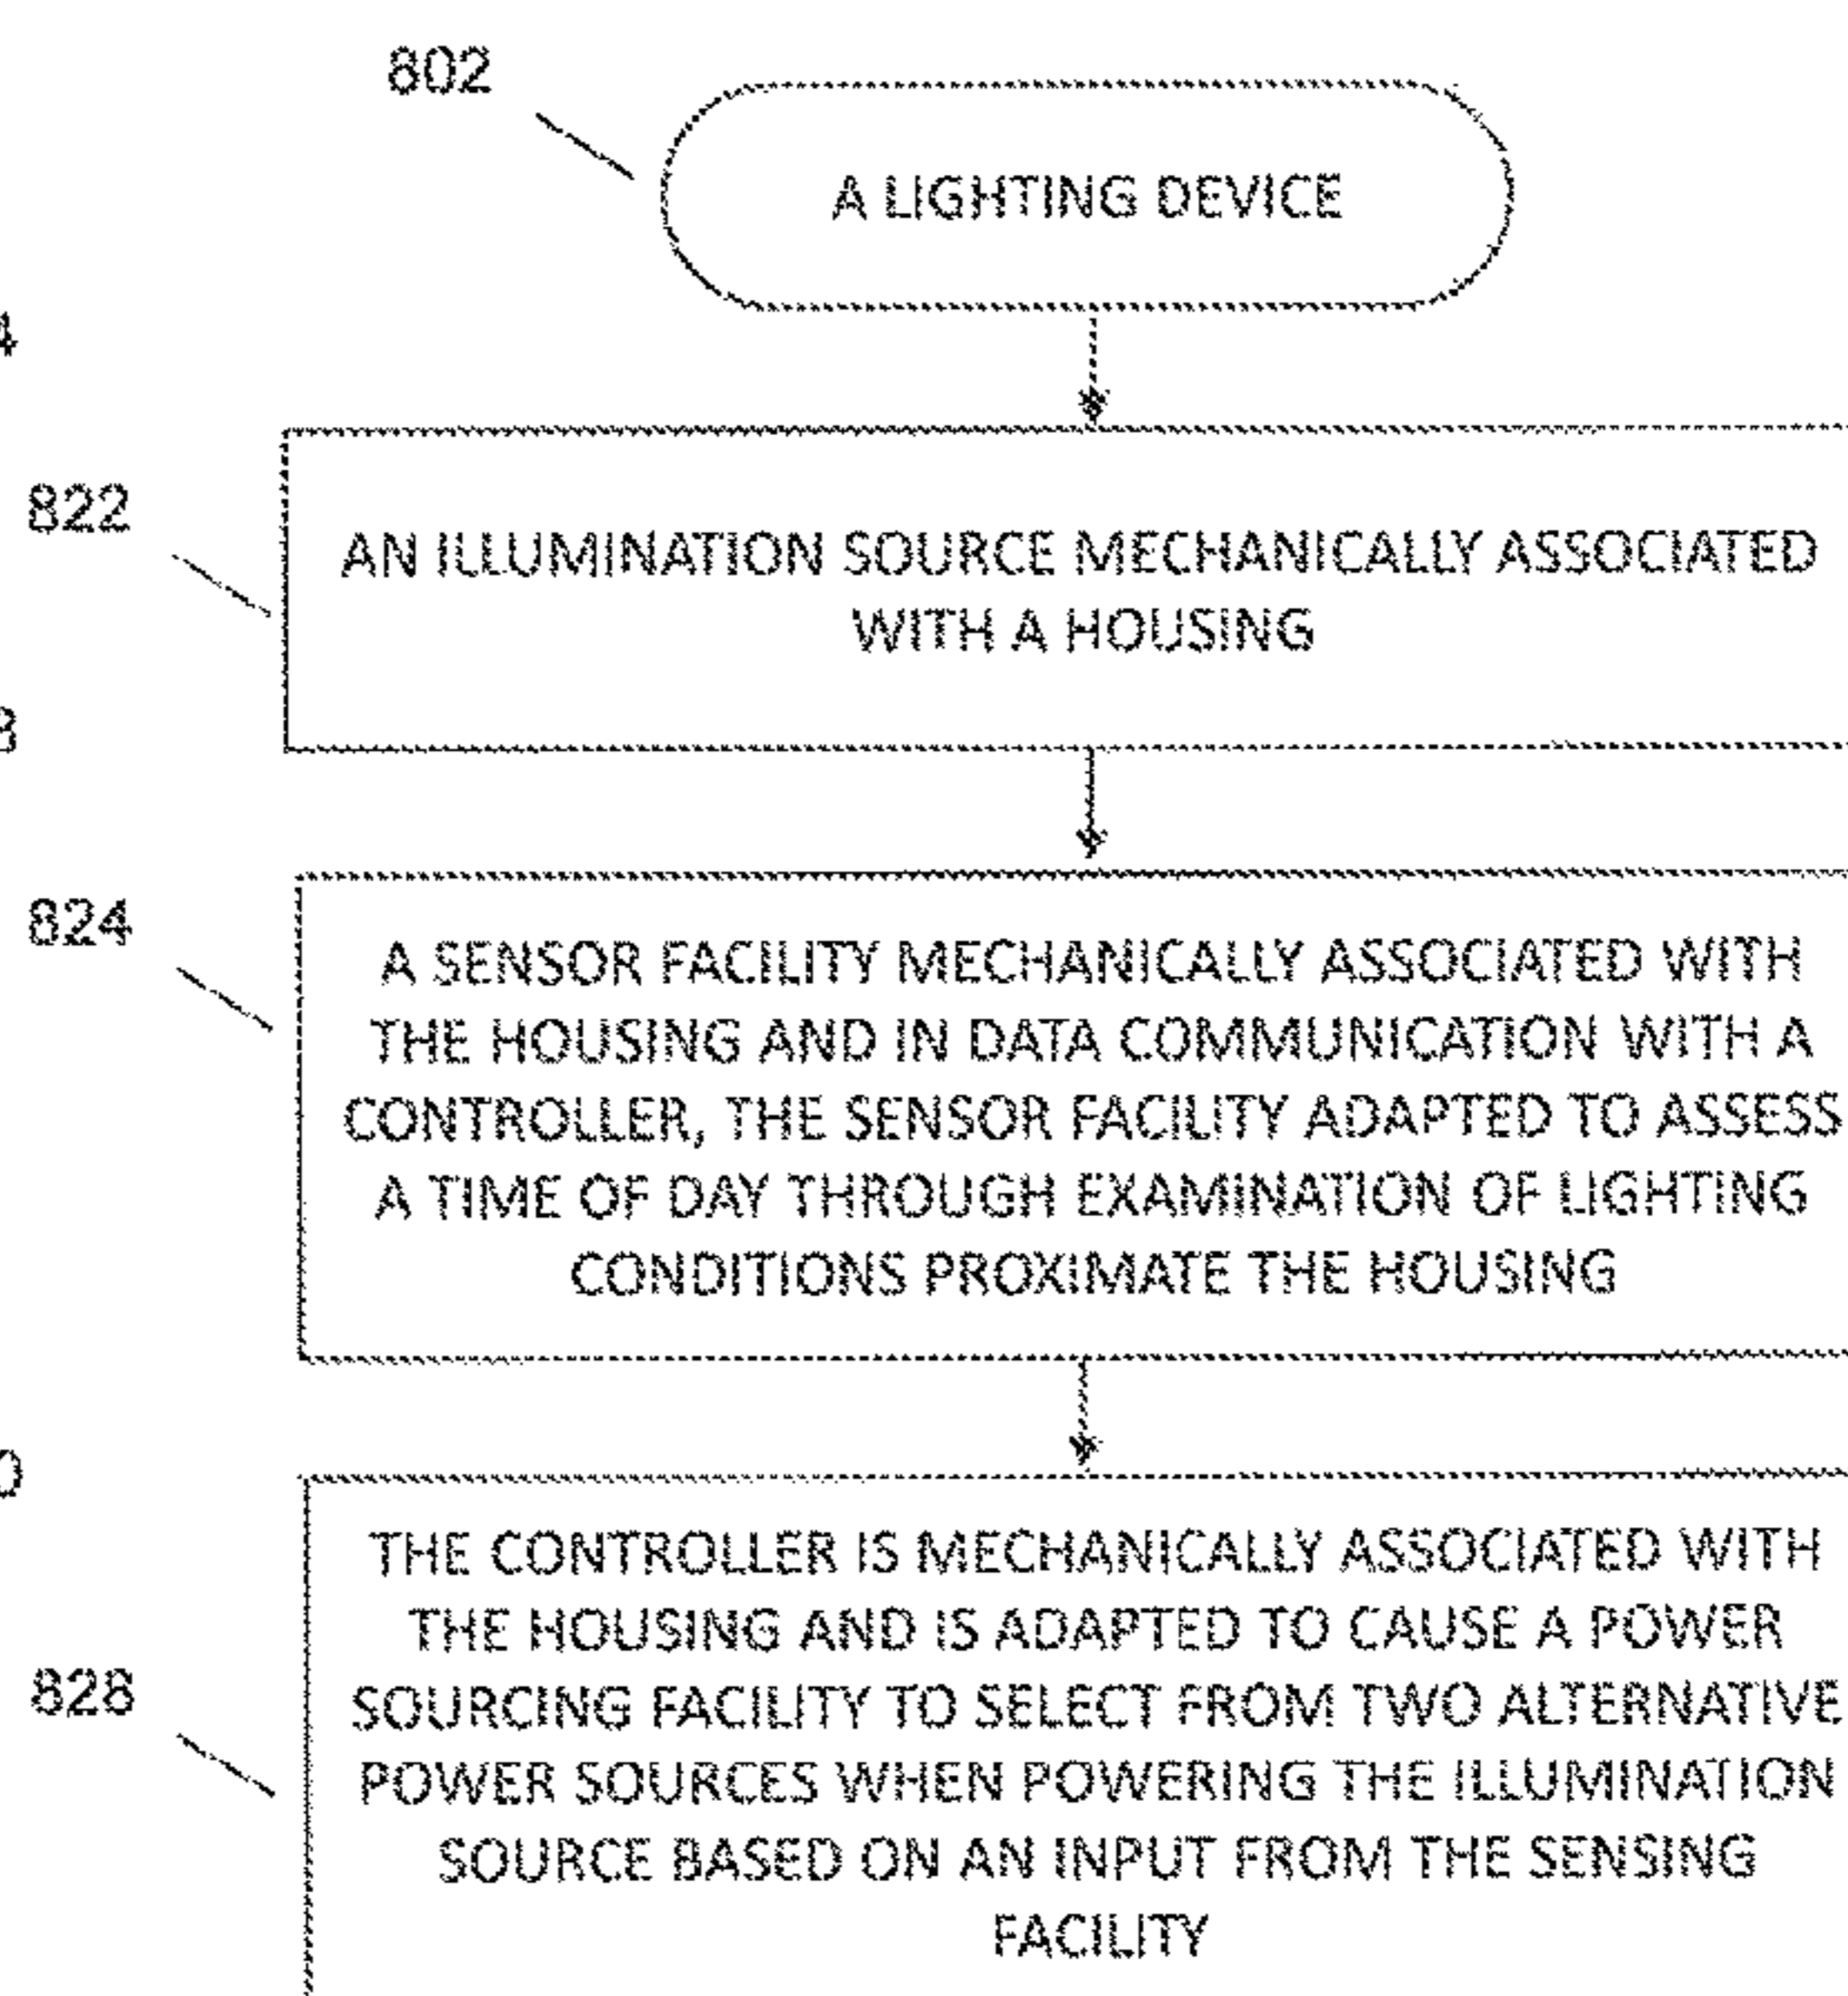 802
A LIGHTING DEVICE
4
822
AN ILLUMINATION SOURCE MECHANICALLY ASSOCIATED
WITH A HOUSING
824
A SENSOR FACILITY MECHANICALLY ASSOCIATED WITH
THE HOUSING AND IN DATA COMMUNICATION WITH A
CONTROLLER, THE SENSOR FACILITY ADAPTED TO ASSESS
A TIME OF DAY THROUGH EXAMINATION OF LIGHTING
CONDITIONS PROXIMATE THE HOUSING
828
THE CONTROLLER IS MECHANICALLY ASSOCIATED WITH
THE HOUSING AND IS ADAPTED TO CAUSE A POWER
SOURCING FACILITY TO SELECT FROM TWO ALTERNATIVE
POWER SOURCES WHEN POWERING THE ILLUMINATION
SOURCE BASED ON AN INPUT FROM THE SENSING
FACILITY